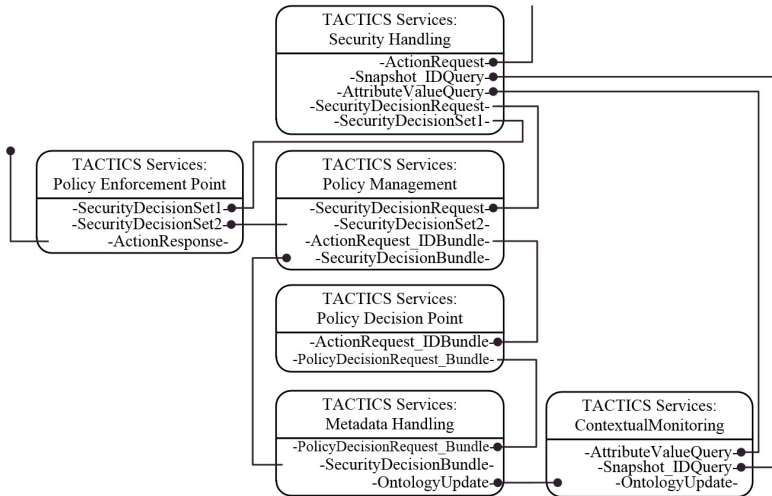 TACTICS Services:
Security Handling
-ActionRequest-
-Snapshot_IDQuery-
-AttributeValueQuery-
-SecurityDecisionRequest-
-SecurityDecisionSet1-
TACTICS Services:
Policy Enforcement Point
-SecurityDecisionSet1-
-SecurityDecisionSet2-
-ActionResponse-
TACTICS Services:
Policy Management
-SecurityDecisionRequest-
-SecurityDecisionSet2-
-ActionRequest_IDBundle-
-SecurityDecisionBundle-
TACTICS Services:
Policy Decision Point
-ActionRequest_IDBundle-
-PolicyDecisionRequest_Bundle-
TACTICS Services:
Metadata Handling
-PolicyDecisionRequest_Bundle-
-SecurityDecisionBundle-
-OntologyUpdate-
TACTICS Services:
ContextualMonitoring
-AttributeValueQuery-
-Snapshot_IDQuery-
-OntologyUpdate-